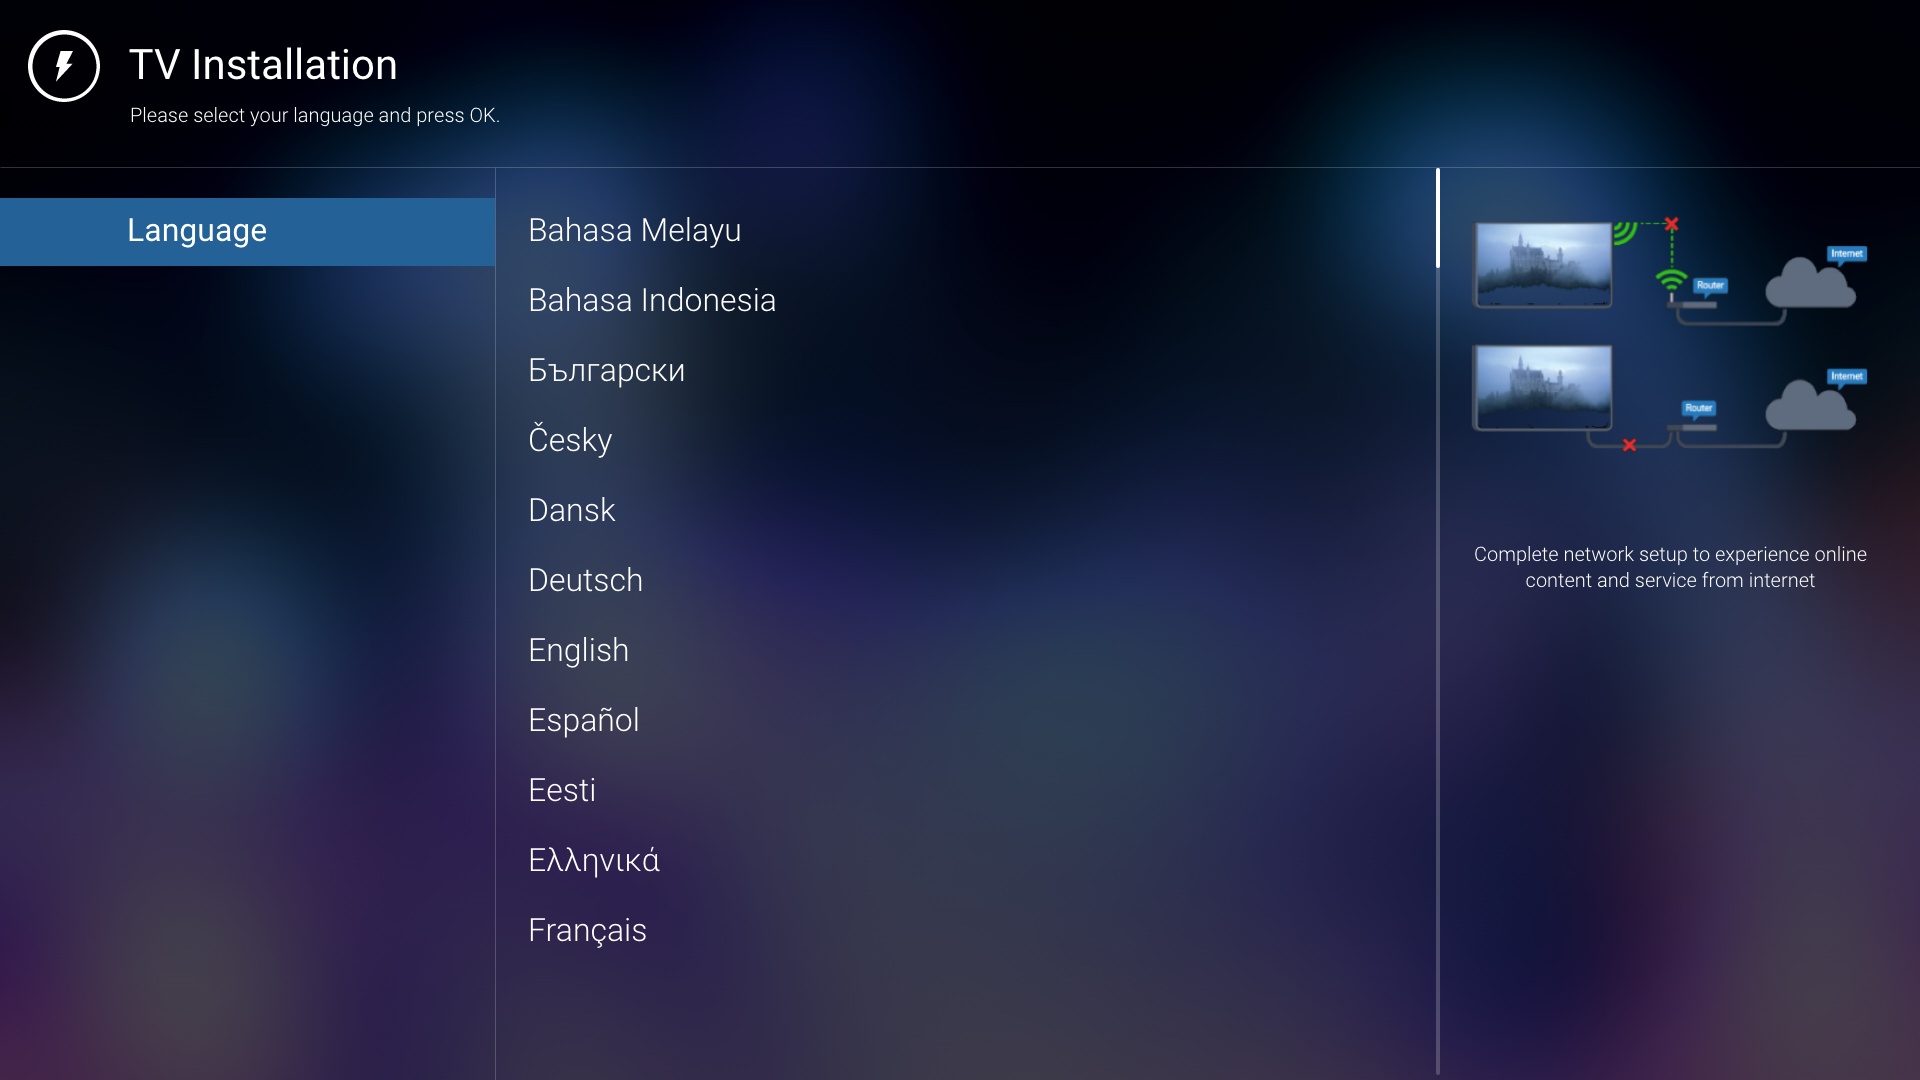 TV Installation
Please select your language and press OK.
Language
Bahasa Melayu
Bahasa Indonesia
Български
Česky
Dansk
Deutsch
English
Español
Eesti
Ελληνικά
Français
Internet
Router
Internet
Router
Complete network setup to experience online
content and service from internet